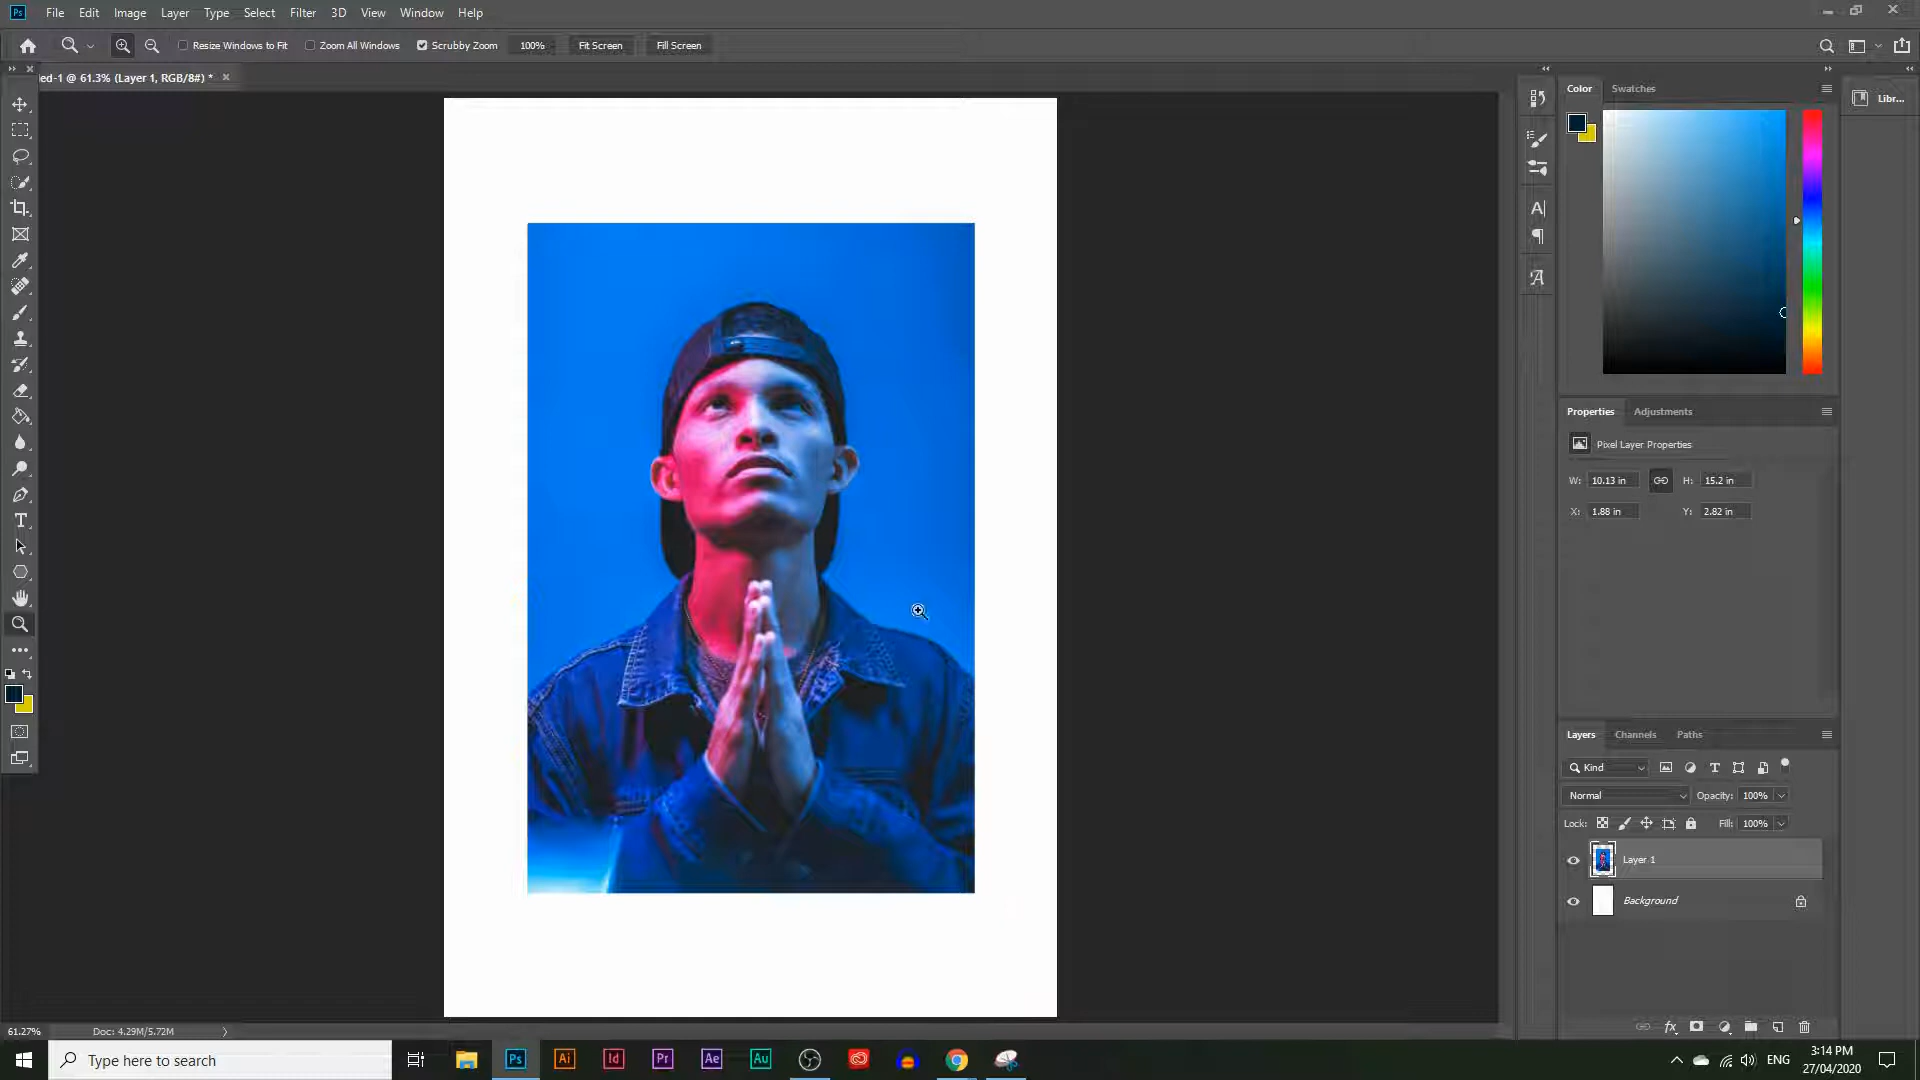 Ps File Edit Image Layer Type Select Filter 3D View Window Help
Resize Windows to Fit Zoom All Windows Scrubby Zoom 100% Fit Screen Fill Screen
led-1 @ 61.3% (Layer 1, RGB/8#) *
Color Swatches
Libr...
Properties Adjustments
Pixel Layer Properties
W: 10.13 in H: 15.2 in
X: 1.88 in Y: 2.82 in
Layers Channels Paths
Kind
Normal Opacity: 100%
Lock: Fill: 100%
Layer 1
Background
fx
61.27% Doc: 4.29M/5.72M
Type here to search
Ps Ai Id Pr Ae Au
ENG
3:14 PM
27/04/2020